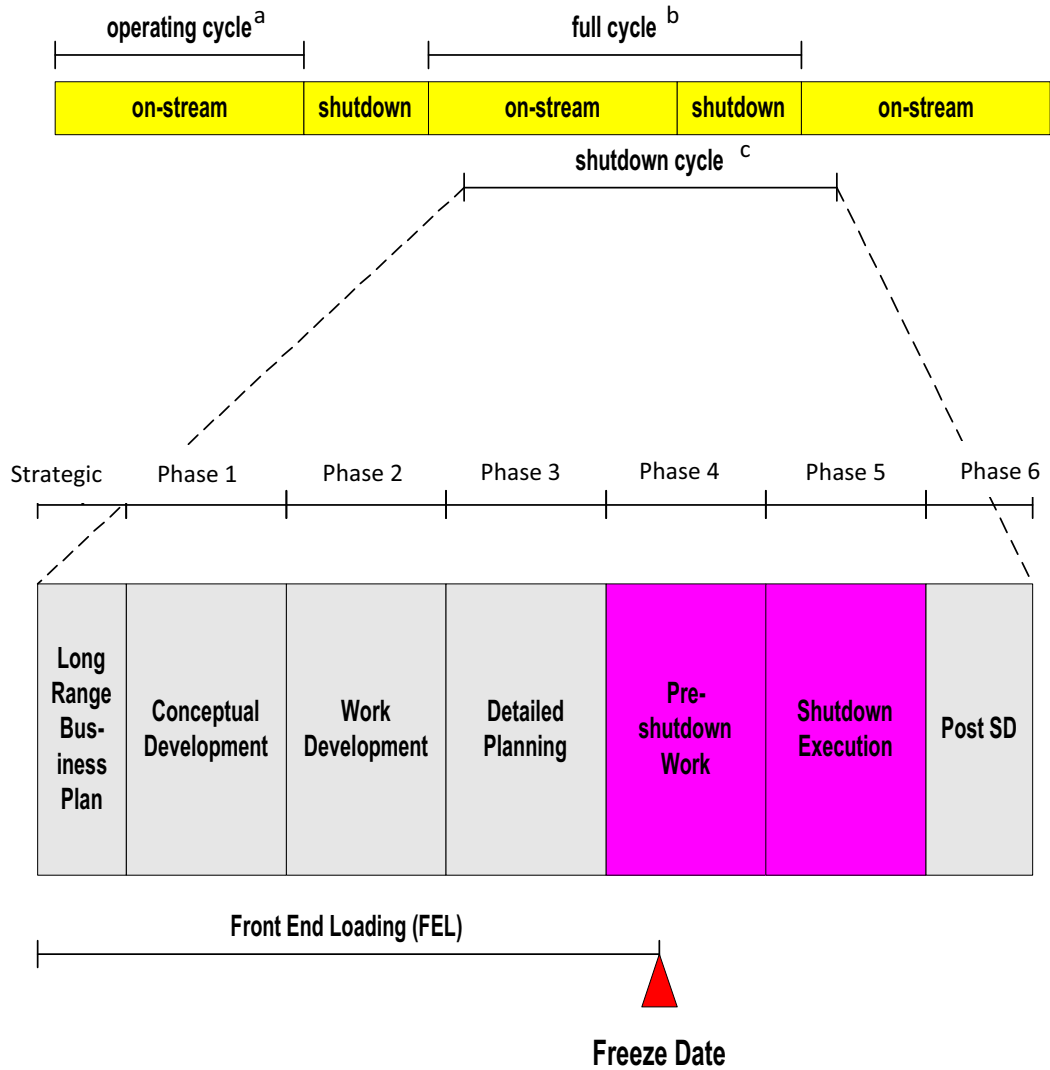 operating cycle a
full cycle b
on-stream
shutdown
on-stream
shutdown
on-stream
shutdown cycle c
Strategic
Phase 1
Phase 2
Phase 3
Phase 4
Phase 5
Phase 6
Long
Range
Bus-
iness
Plan
Conceptual
Development
Work
Development
Detailed
Planning
Pre-
shutdown
Work
Shutdown
Execution
Post SD
Front End Loading (FEL)
Freeze Date